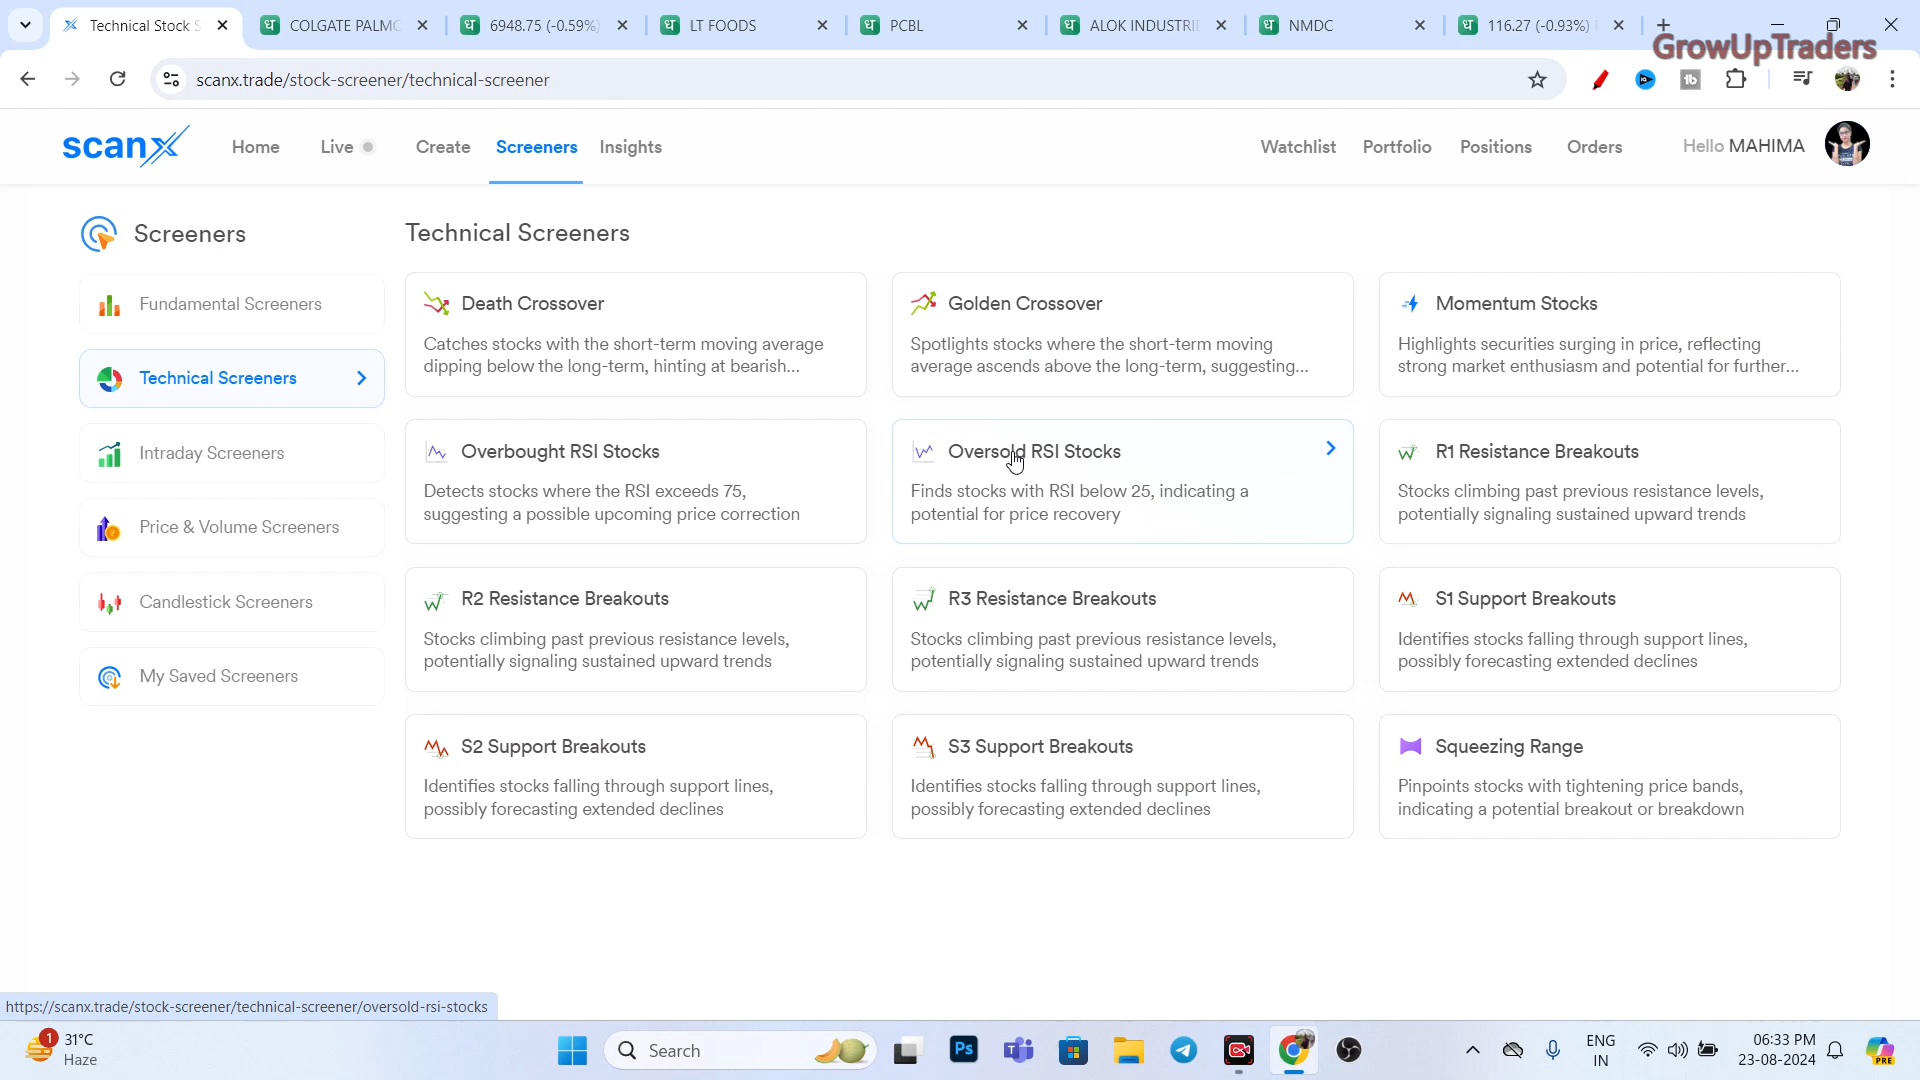 Technical Stock S
COLGATE PALMC
6948.75 (-0.59%)
LT FOODS
PCBL
ALOK INDUSTRIE
NMDC
116.27 (-0.93%)
GrowUpTraders
scanx.trade/stock-screener/technical-screener
scanx
Home
Live
Create
Screeners
Insights
Watchlist
Portfolio
Positions
Orders
Hello MAHIMA
Screeners
Fundamental Screeners
Technical Screeners
Intraday Screeners
Price & Volume Screeners
Candlestick Screeners
My Saved Screeners
Technical Screeners
Death Crossover
Catches stocks with the short-term moving average
dipping below the long-term, hinting at bearish...
Golden Crossover
Spotlights stocks where the short-term moving
average ascends above the long-term, suggesting...
Momentum Stocks
Highlights securities surging in price, reflecting
strong market enthusiasm and potential for further...
Overbought RSI Stocks
Detects stocks where the RSI exceeds 75,
suggesting a possible upcoming price correction
Oversold RSI Stocks
Finds stocks with RSI below 25, indicating a
potential for price recovery
R1 Resistance Breakouts
Stocks climbing past previous resistance levels,
potentially signaling sustained upward trends
R2 Resistance Breakouts
Stocks climbing past previous resistance levels,
potentially signaling sustained upward trends
R3 Resistance Breakouts
Stocks climbing past previous resistance levels,
potentially signaling sustained upward trends
S1 Support Breakouts
Identifies stocks falling through support lines,
possibly forecasting extended declines
S2 Support Breakouts
Identifies stocks falling through support lines,
possibly forecasting extended declines
S3 Support Breakouts
Identifies stocks falling through support lines,
possibly forecasting extended declines
Squeezing Range
Pinpoints stocks with tightening price bands,
indicating a potential breakout or breakdown
https://scanx.trade/stock-screener/technical-screener/oversold-rsi-stocks
1
31°C
Haze
Search
Ps
ENG
IN
06:33 PM
23-08-2024
PRE